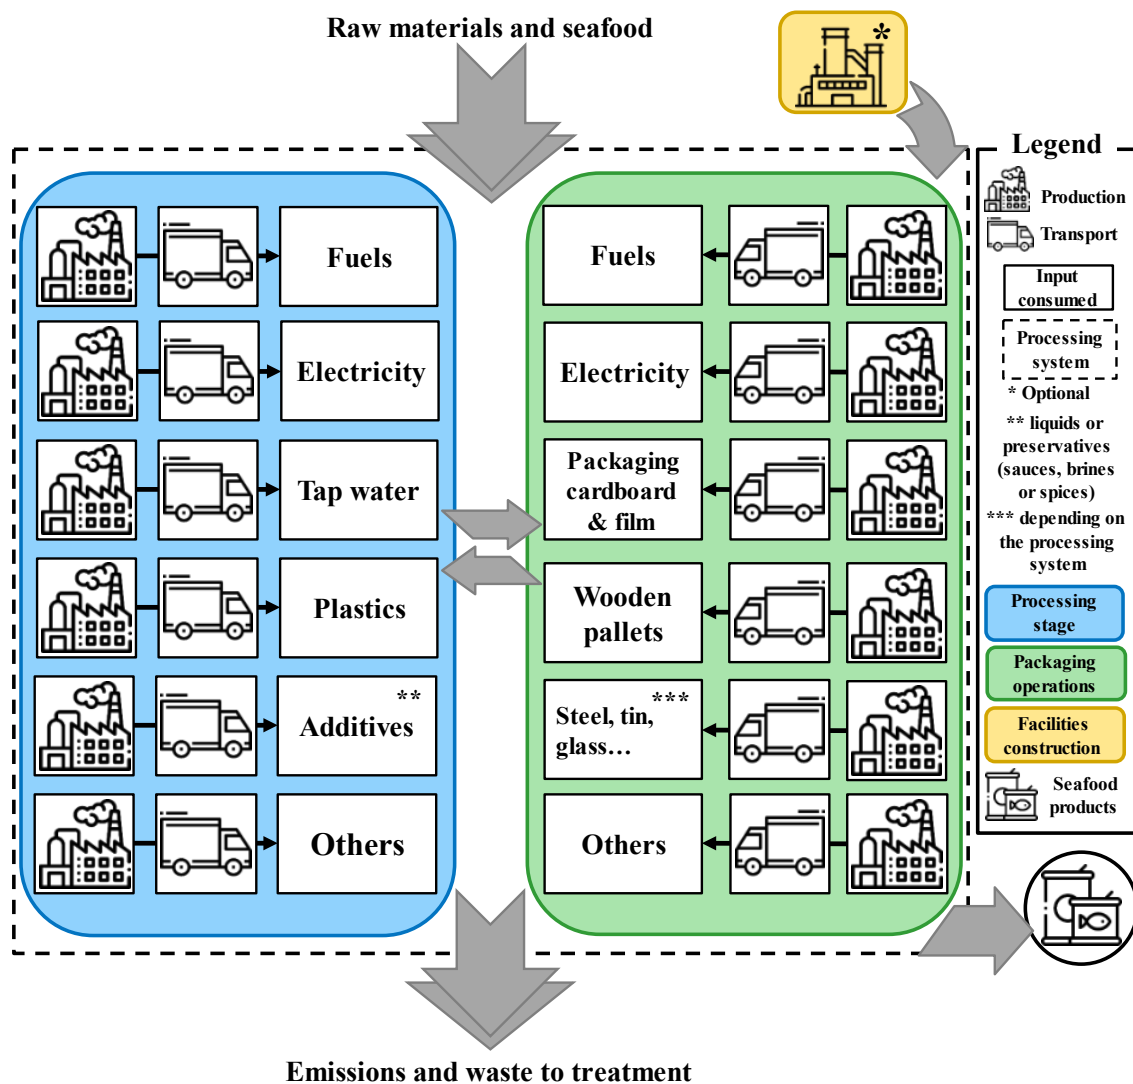 Raw materials and seafood
*
Fuels
Electricity
Tap water
Plastics
**
Additives
Others
Fuels
Electricity
Packaging
cardboard
& film
Wooden
pallets
***
Steel, tin,
glass…
Others
Legend
Production
Transport
Input
consumed
Processing
system
* Optional
** liquids or
preservatives
(sauces, brines
or spices)
*** depending on
the processing
system
Processing
stage
Packaging
operations
Facilities
construction
Seafood
products
Emissions and waste to treatment